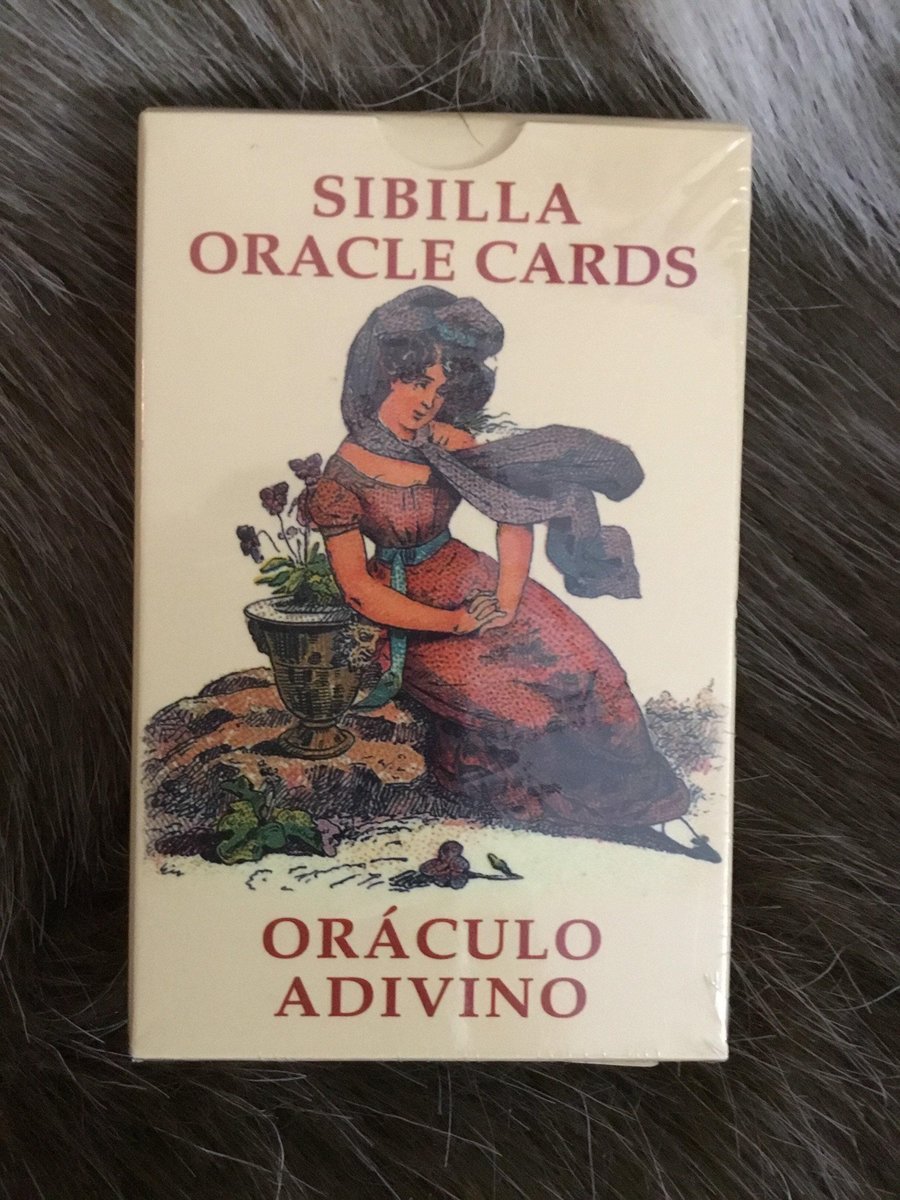 SIBILLA
ORACLE CARDS
ORÁCULO
ADIVINO